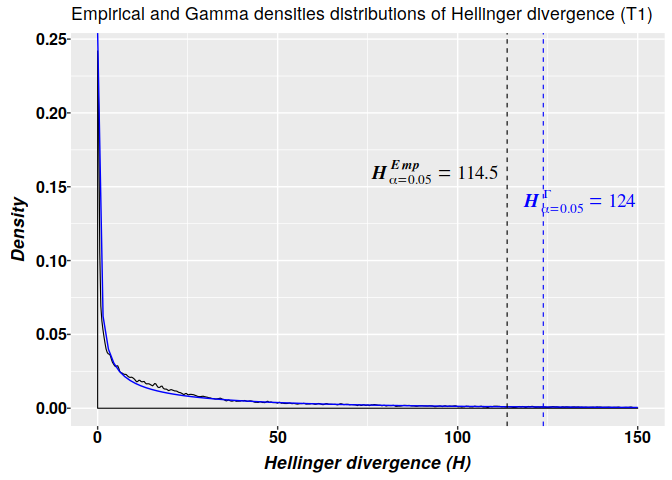 Empirical and Gamma densities distributions of Hellinger divergence (T1)
0.25
0.20
0.15
0.10
0.05
0.00
Density
H^Emp_α=0.05 = 114.5
H^Γ_α=0.05 = 124
0 50 100 150
Hellinger divergence (H)